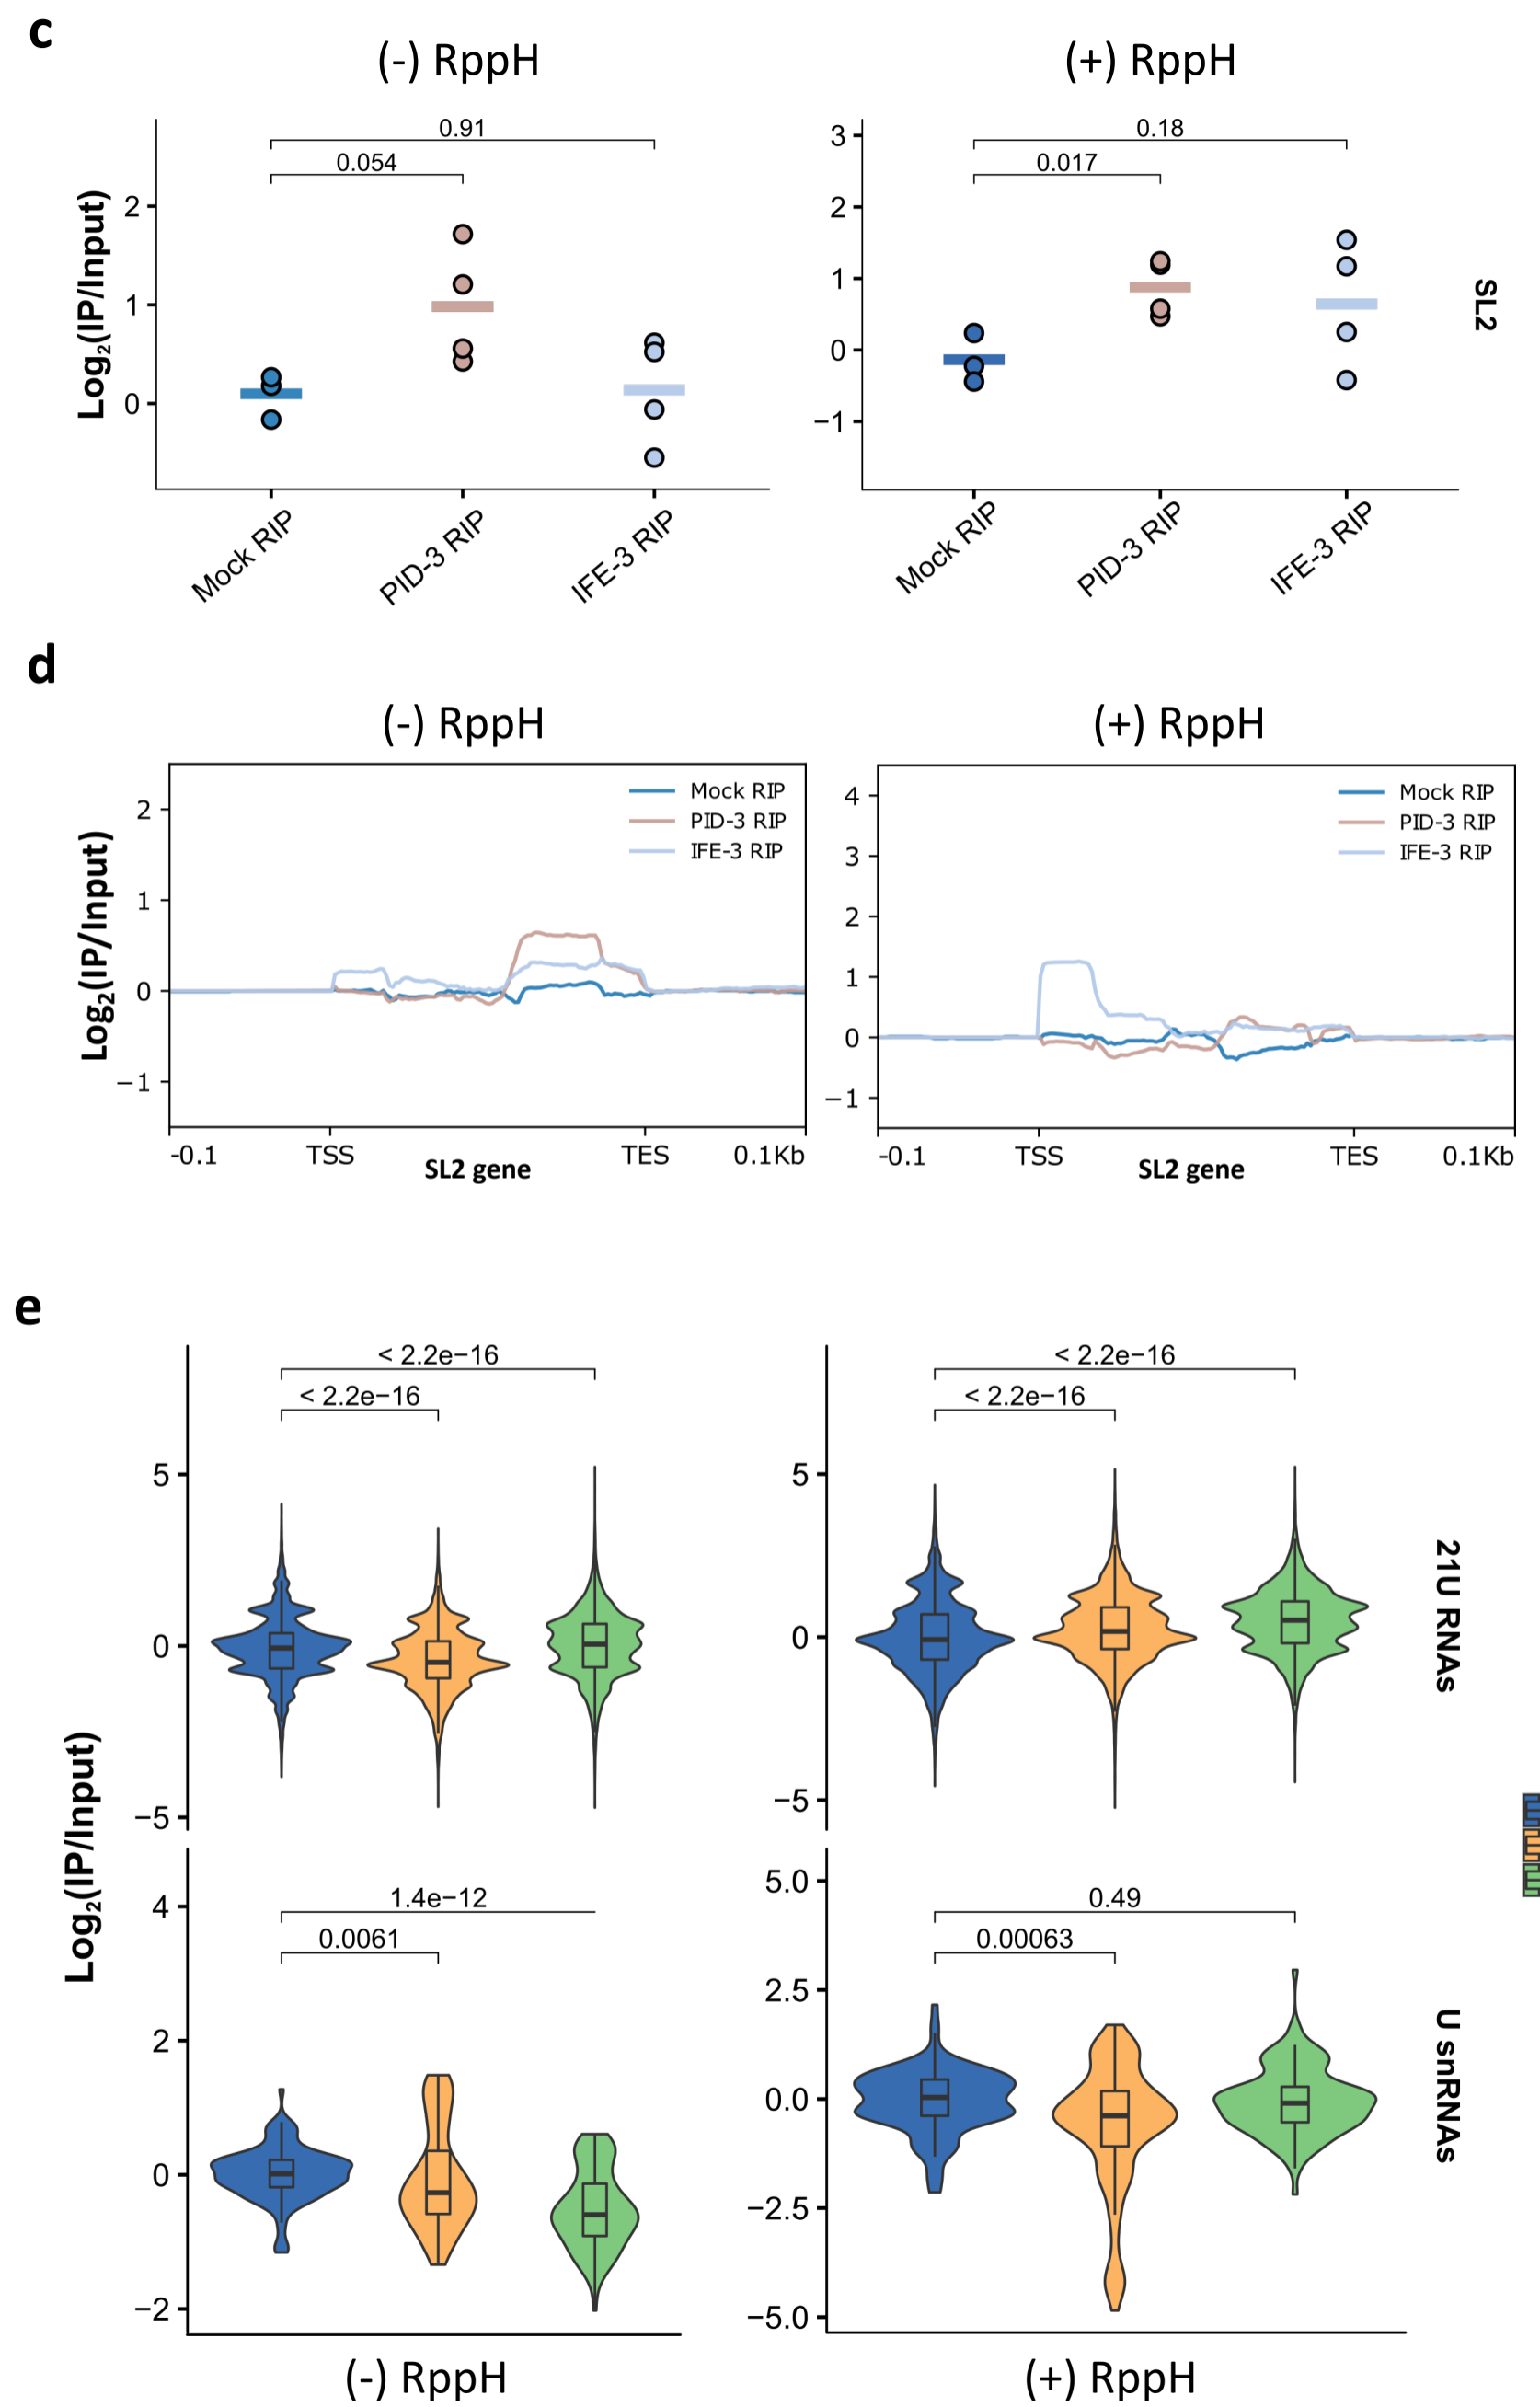 c
(-) RppH
(+) RppH
Log2(IP/Input)
2
1
0
0.91
0.054
Mock RIP
PID-3 RIP
IFE-3 RIP
3
2
1
0
−1
0.18
0.017
Mock RIP
PID-3 RIP
IFE-3 RIP
SL2
d
(-) RppH
(+) RppH
Log2(IP/Input)
2
1
0
−1
Mock RIP
PID-3 RIP
IFE-3 RIP
-0.1
TSS
SL2 gene
TES
0.1Kb
4
3
2
1
0
−1
Mock RIP
PID-3 RIP
IFE-3 RIP
-0.1
TSS
SL2 gene
TES
0.1Kb
e
Log2(IP/Input)
< 2.2e−16
< 2.2e−16
5
0
−5
< 2.2e−16
< 2.2e−16
5
0
−5
21U RNAs
1.4e−12
0.0061
4
2
0
−2
0.49
0.00063
5.0
2.5
0.0
−2.5
−5.0
U snRNAs
(-) RppH
(+) RppH